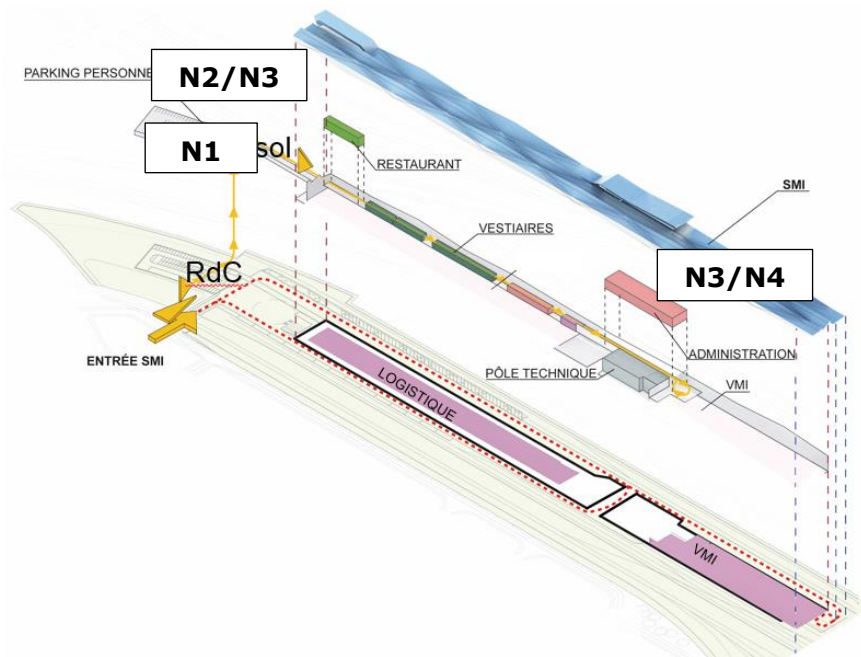 N2/N3
PARKING PERSONNE
N1
sol
RESTAURANT
SMI
VESTIAIRES
RdC
N3/N4
ENTRÉE SMI
ADMINISTRATION
PÔLE TECHNIQUE
VMI
LOGISTIQUE
VMI